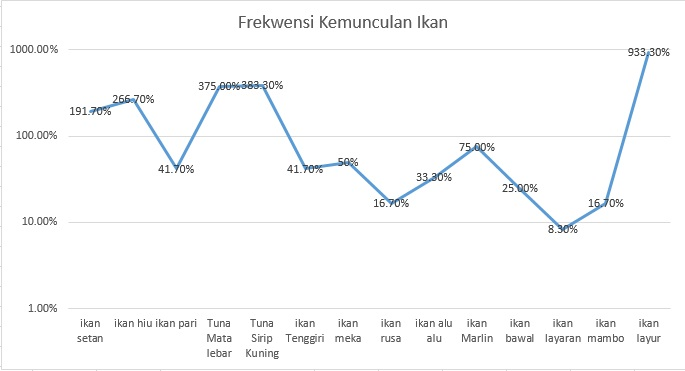 Frekwensi Kemunculan Ikan
1000.00%
100.00%
10.00%
1.00%
191.70%
266.70%
41.70%
375.00%
383.30%
41.70%
50%
16.70%
33.30%
75.00%
25.00%
8.30%
16.70%
933.30%
ikan setan
ikan hiu
ikan pari
Tuna Mata lebar
Tuna Sirip Kuning
ikan Tenggiri
ikan meka
ikan rusa
ikan alu alu
ikan Marlin
ikan bawal
ikan layaran
ikan mambo
ikan layur